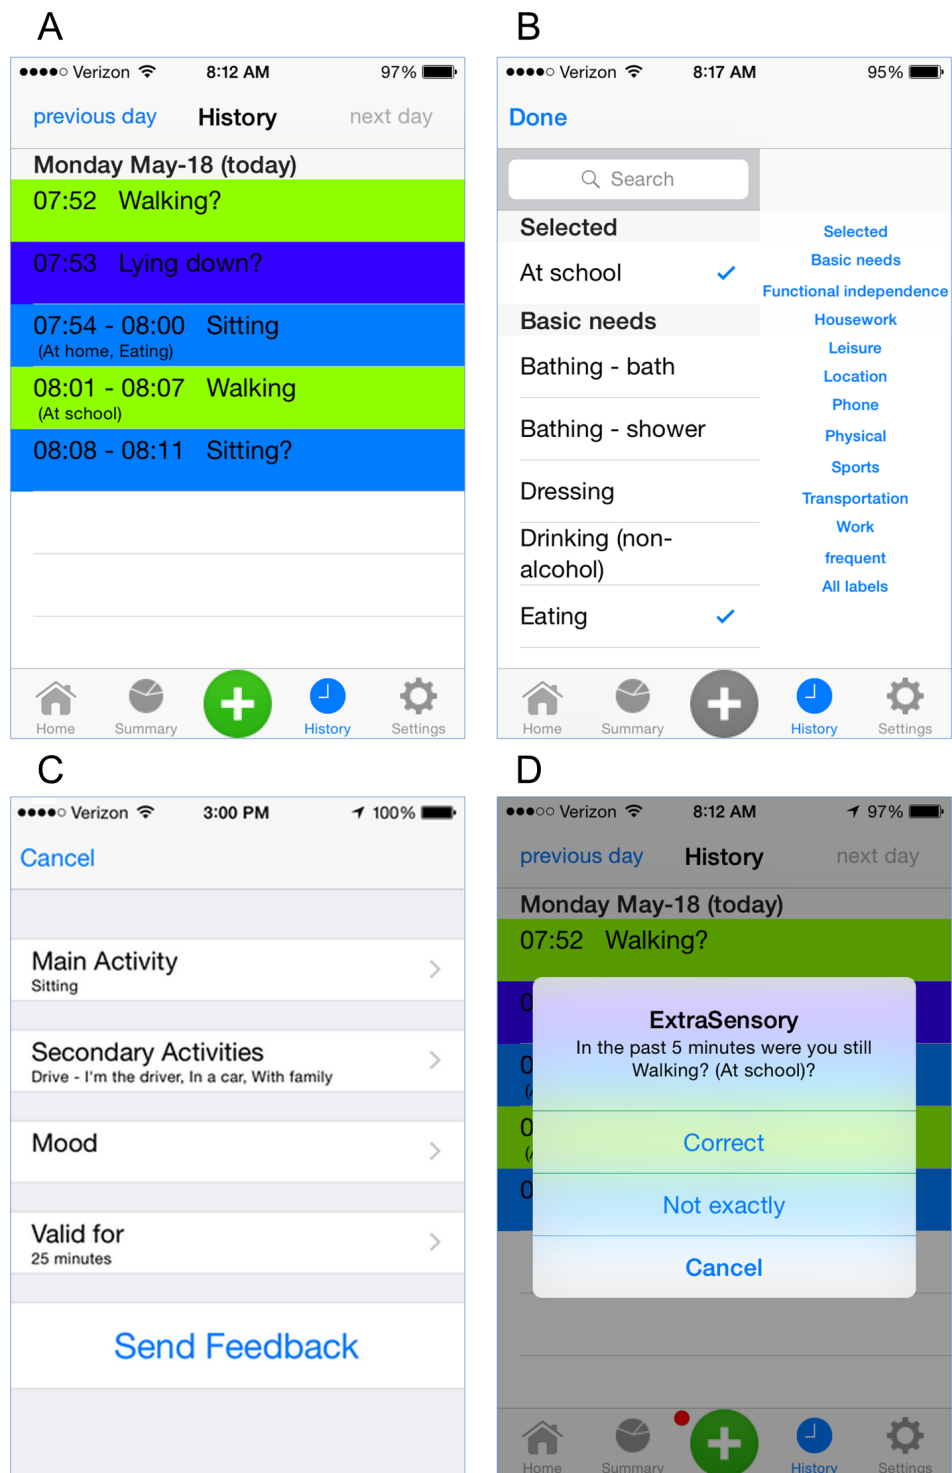 A
Verizon 8:12 AM 97%
previous day History next day
Monday May-18 (today)
07:52 Walking?
07:53 Lying down?
07:54 - 08:00 Sitting
(At home, Eating)
08:01 - 08:07 Walking
(At school)
08:08 - 08:11 Sitting?
Home Summary History Settings
B
Verizon 8:17 AM 95%
Done
Search
Selected
At school
Basic needs
Bathing - bath
Bathing - shower
Dressing
Drinking (non-
alcohol)
Eating
Selected
Basic needs
Functional independence
Housework
Leisure
Location
Phone
Physical
Sports
Transportation
Work
frequent
All labels
Home Summary History Settings
C
Verizon 3:00 PM 100%
Cancel
Main Activity
Sitting
Secondary Activities
Drive - I'm the driver, In a car, With family
Mood
Valid for
25 minutes
Send Feedback
D
Verizon 8:12 AM 97%
previous day History next day
Monday May-18 (today)
07:52 Walking?
ExtraSensory
In the past 5 minutes were you still
Walking? (At school)?
Correct
Not exactly
Cancel
Home Summary History Settings